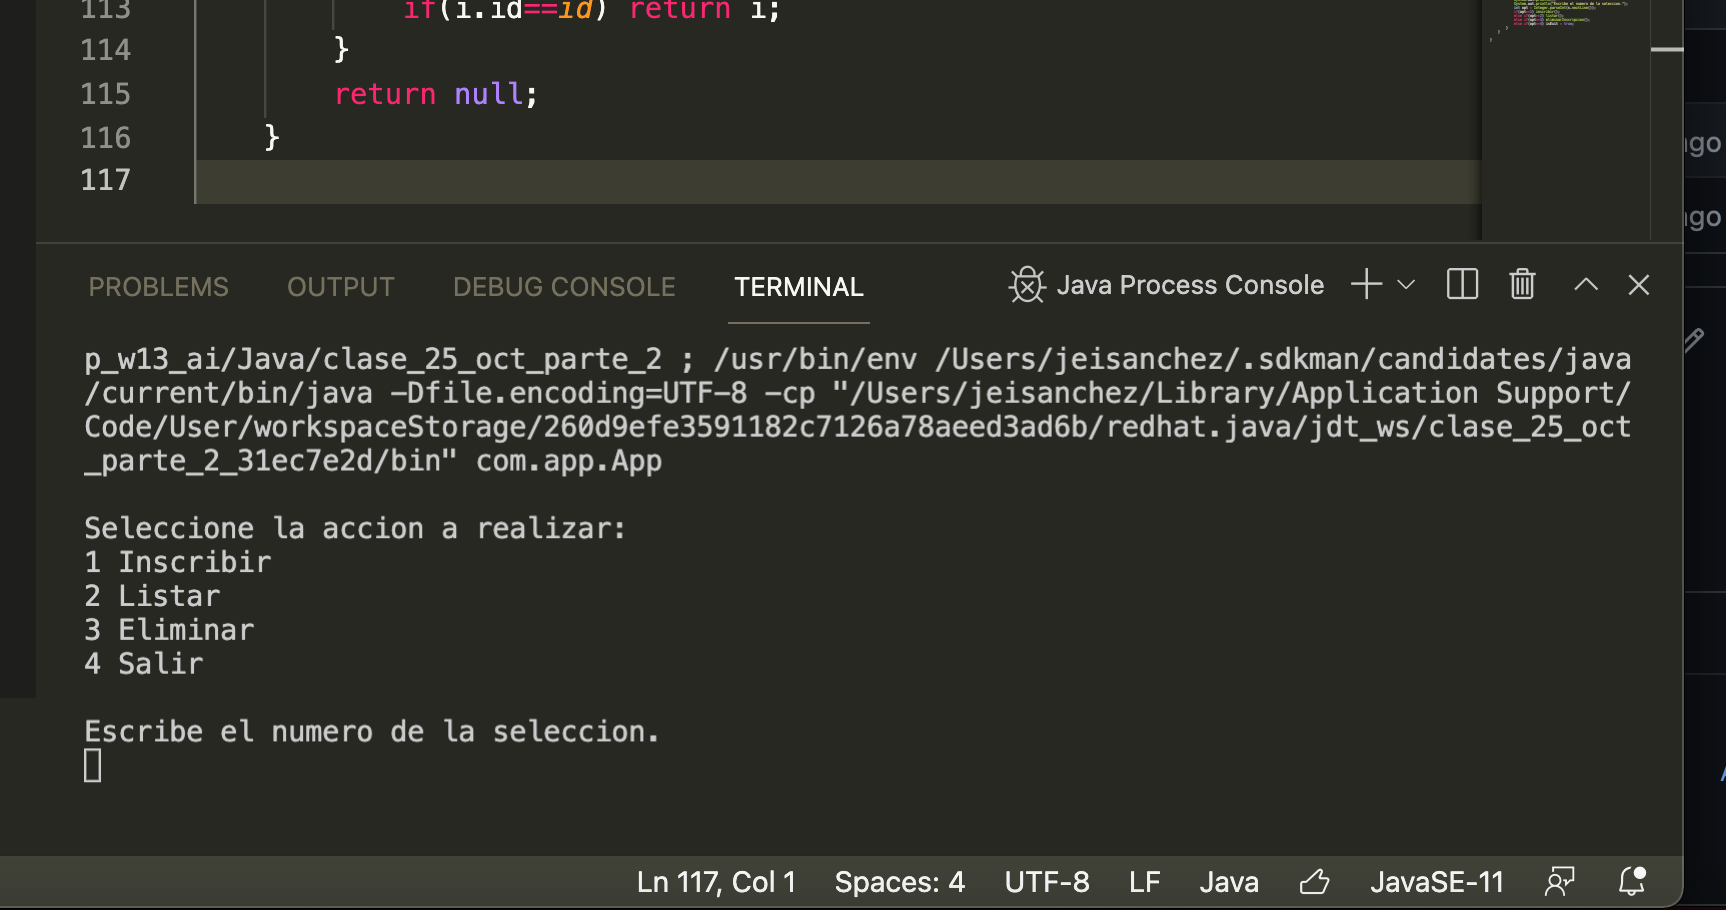 113 if(i.id==id) return i;
114 }
115 return null;
116 }
117
PROBLEMS OUTPUT DEBUG CONSOLE TERMINAL Java Process Console
p_w13_ai/Java/clase_25_oct_parte_2 ; /usr/bin/env /Users/jeisanchez/.sdkman/candidates/java
/current/bin/java -Dfile.encoding=UTF-8 -cp "/Users/jeisanchez/Library/Application Support/
Code/User/workspaceStorage/260d9efe3591182c7126a78aeed3ad6b/redhat.java/jdt_ws/clase_25_oct
_parte_2_31ec7e2d/bin" com.app.App
Seleccione la accion a realizar:
1 Inscribir
2 Listar
3 Eliminar
4 Salir
Escribe el numero de la seleccion.
Ln 117, Col 1 Spaces: 4 UTF-8 LF Java JavaSE-11